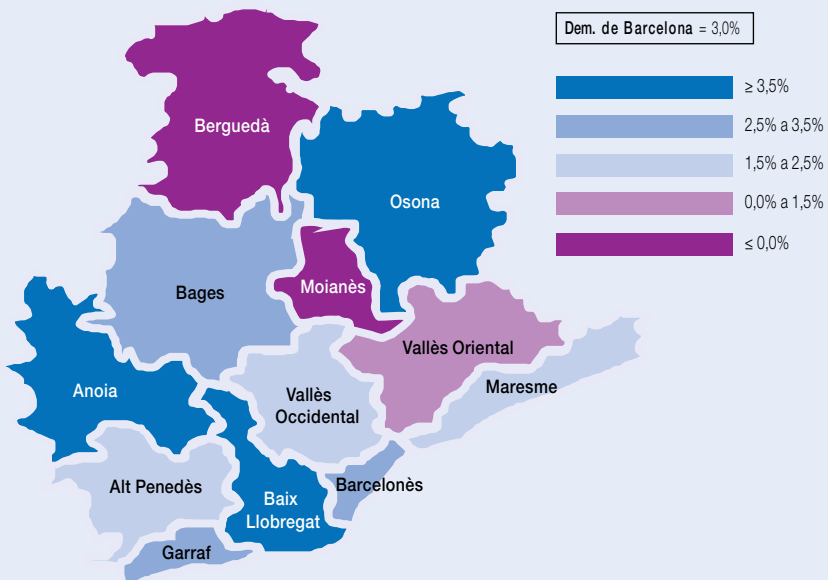 Dem. de Barcelona = 3,0%
≥ 3,5%
2,5% a 3,5%
1,5% a 2,5%
0,0% a 1,5%
≤ 0,0%
Berguedà
Osona
Bages
Moianès
Vallès Oriental
Maresme
Anoia
Vallès
Occidental
Alt Penedès
Baix
Llobregat
Barcelonès
Garraf